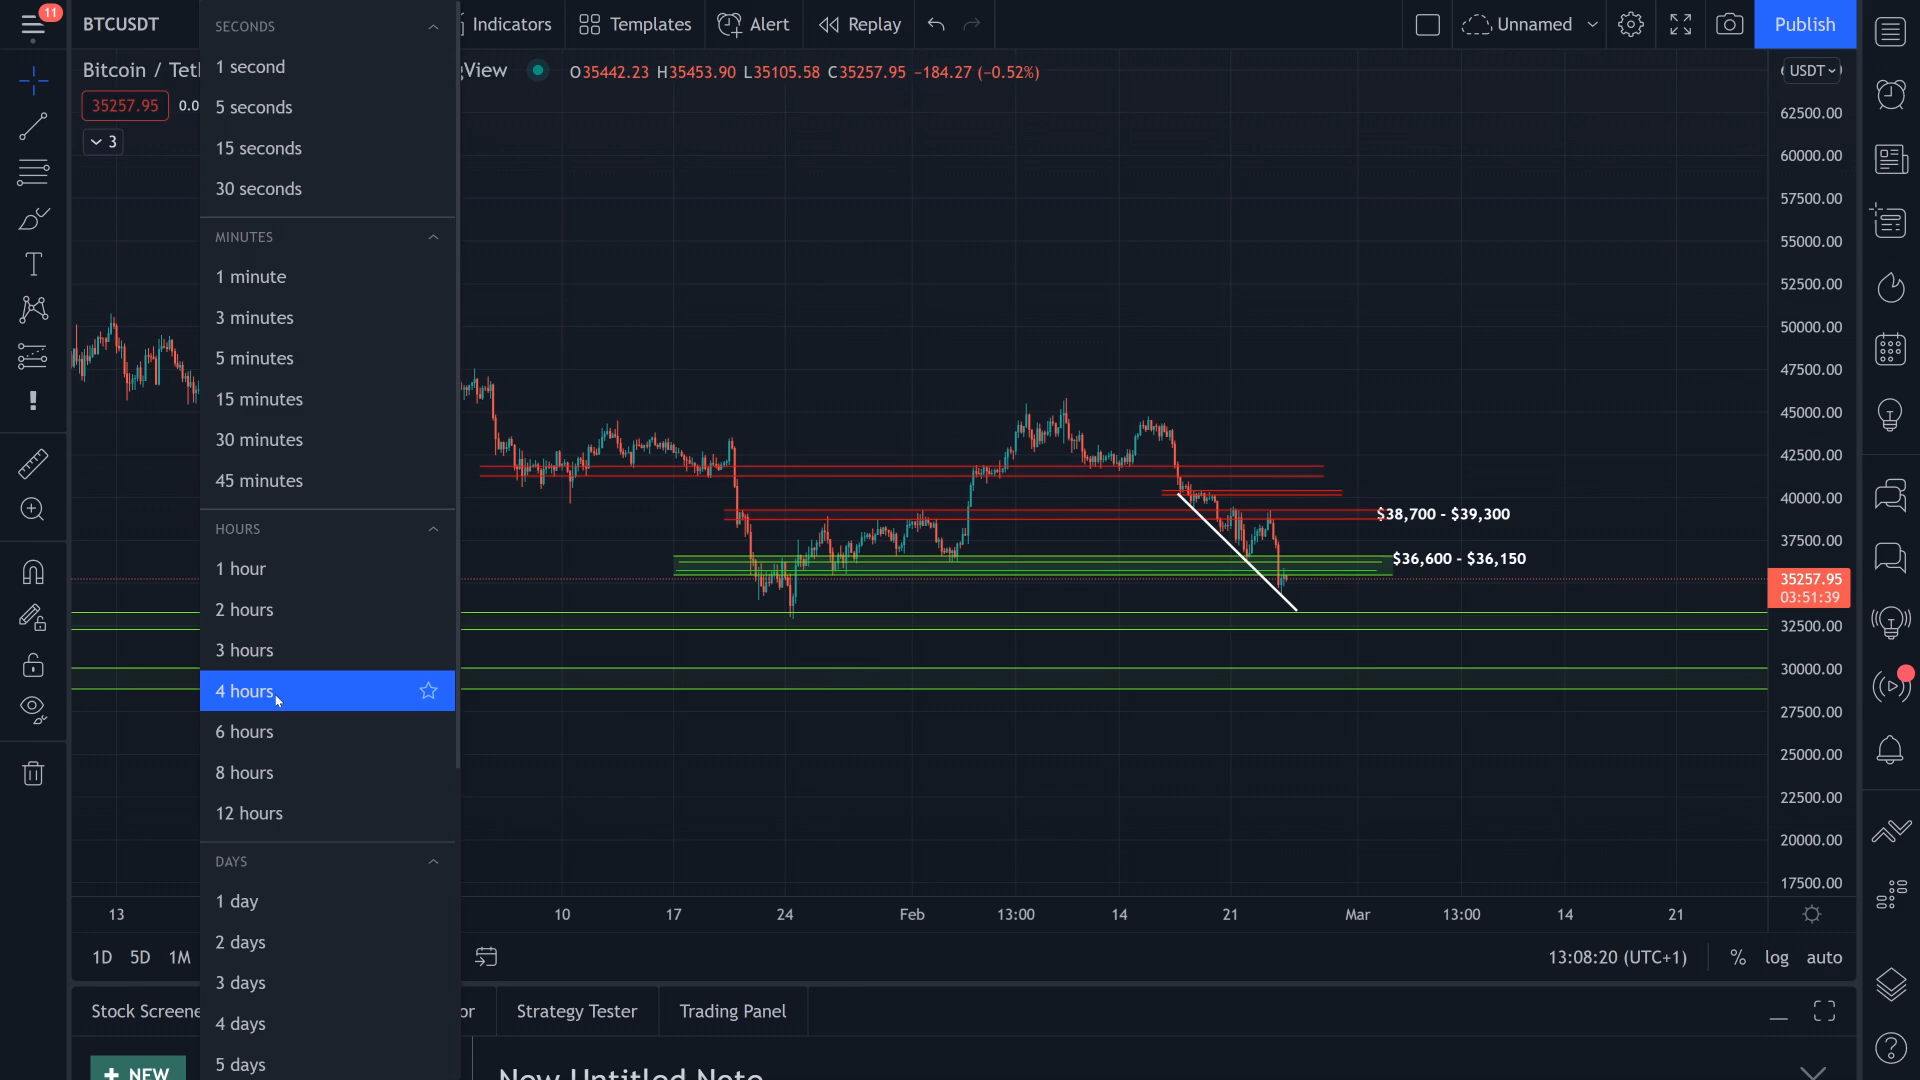 11
BTCUSDT
Indicators
Templates
Alert
Replay
Unnamed
Publish
Bitcoin / Tet
gView
O35442.23 H35453.90 L35105.58 C35257.95 −184.27 (−0.52%)
USDT
35257.95
0.0
3
SECONDS
1 second
5 seconds
15 seconds
30 seconds
MINUTES
1 minute
3 minutes
5 minutes
15 minutes
30 minutes
45 minutes
HOURS
1 hour
2 hours
3 hours
4 hours
6 hours
8 hours
12 hours
DAYS
1 day
2 days
3 days
4 days
5 days
$38,700 - $39,300
$36,600 - $36,150
62500.00
60000.00
57500.00
55000.00
52500.00
50000.00
47500.00
45000.00
42500.00
40000.00
37500.00
35257.95
03:51:39
32500.00
30000.00
27500.00
25000.00
22500.00
20000.00
17500.00
13
10
17
24
Feb
13:00
14
21
Mar
13:00
14
21
1D
5D
1M
13:08:20 (UTC+1)
%
log
auto
Stock Screene
or
Strategy Tester
Trading Panel
+ NEW
New Untitled Note